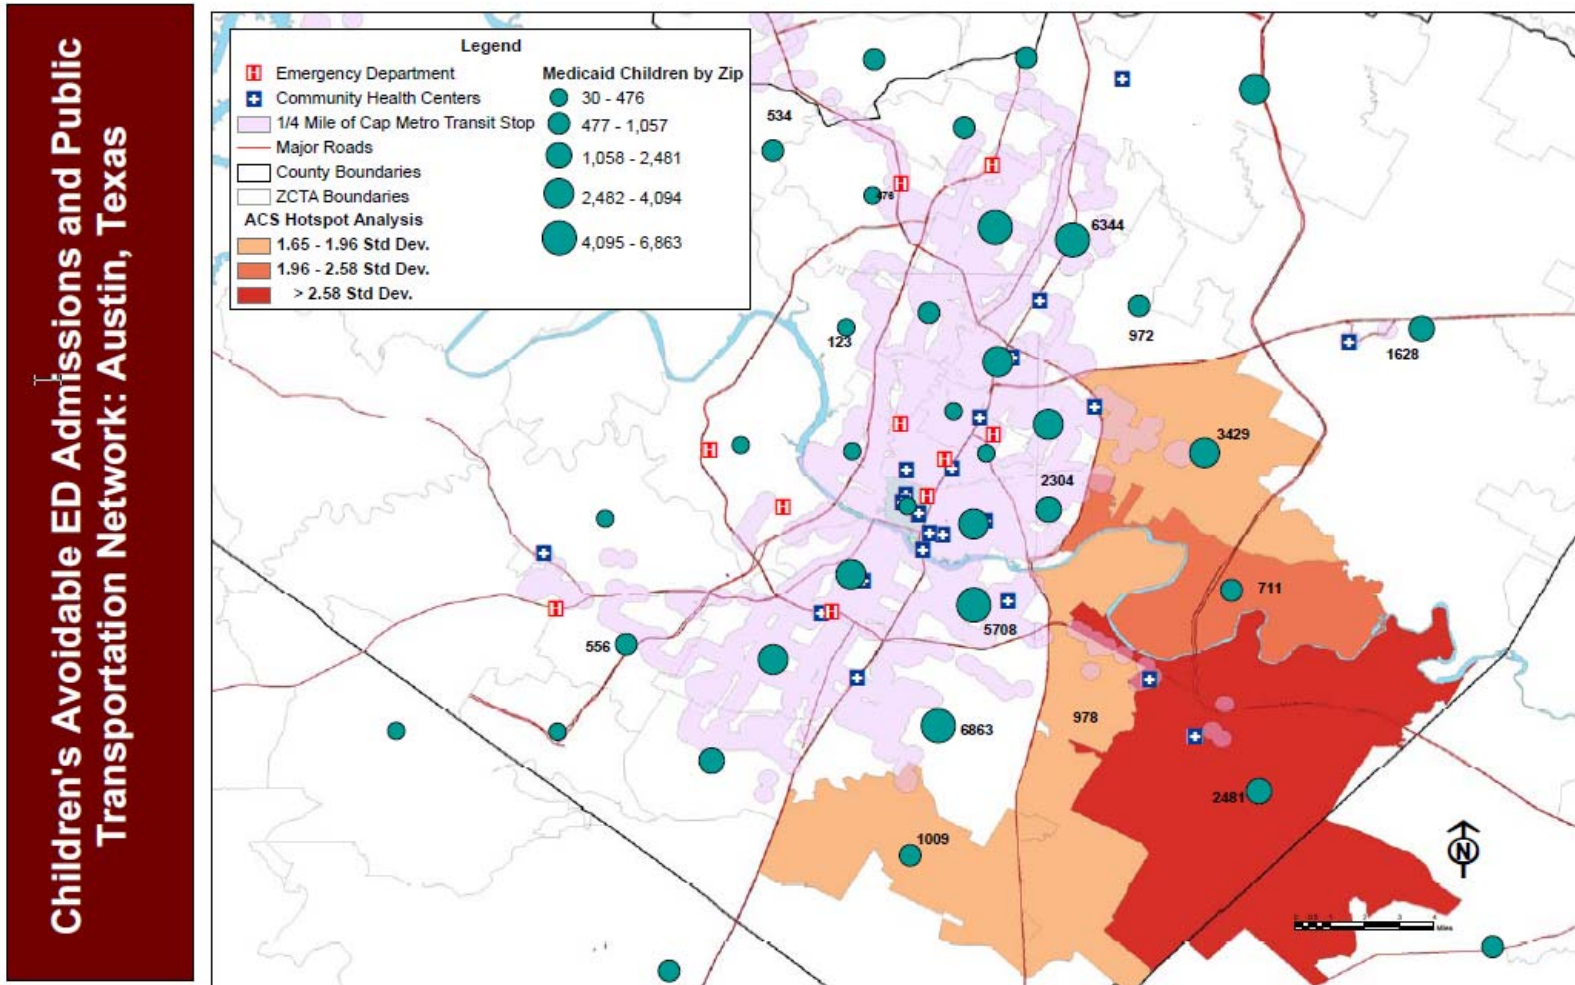 Children's Avoidable ED Admissions and Public
Transportation Network: Austin, Texas
Legend
H Emergency Department
Community Health Centers
1/4 Mile of Cap Metro Transit Stop
Major Roads
County Boundaries
ZCTA Boundaries
ACS Hotspot Analysis
1.65 - 1.96 Std Dev.
1.96 - 2.58 Std Dev.
> 2.58 Std Dev.
Medicaid Children by Zip
30 - 476
477 - 1,057
1,058 - 2,481
2,482 - 4,094
4,095 - 6,863
534
H
H
476
6344
972
123
1628
H
H
H
3429
H
2304
H
H
711
H
H
5708
556
978
6863
2481
1009
N
Miles